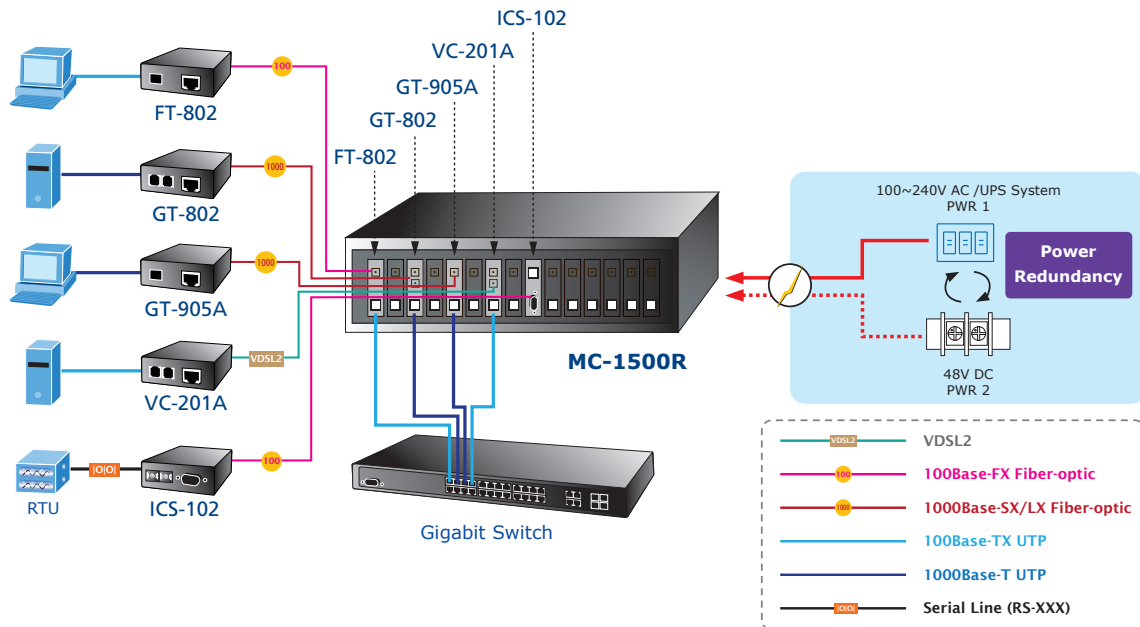 ICS-102
VC-201A
GT-905A
GT-802
FT-802
100
FT-802
1000
GT-802
1000
GT-905A
VDSL2
VC-201A
100
|O|O|
RTU
ICS-102
MC-1500R
Gigabit Switch
100~240V AC /UPS System
PWR 1
Power
Redundancy
48V DC
PWR 2
VDSL2
VDSL2
100
100Base-FX Fiber-optic
1000
1000Base-SX/LX Fiber-optic
100Base-TX UTP
1000Base-T UTP
|O|O|
Serial Line (RS-XXX)